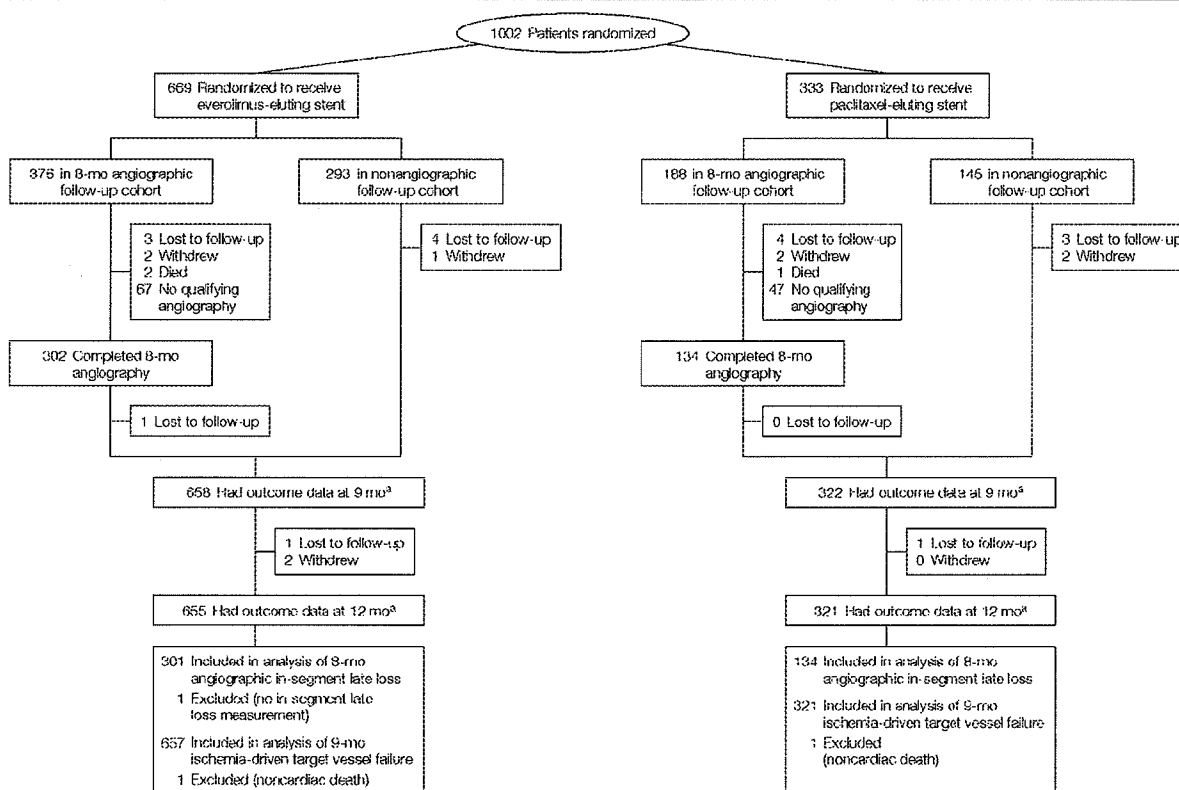 1002 Patients randomized
669 Randomized to receive
everolimus-eluting stent
333 Randomized to receive
paclitaxel-eluting stent
376 in 8-mo angiographic
follow-up cohort
293 in nonangiographic
follow-up cohort
188 in 8-mo angiographic
follow-up cohort
145 in nonangiographic
follow-up cohort
3 Lost to follow-up
2 Withdrew
2 Died
67 No qualifying
angiography
4 Lost to follow-up
1 Withdrew
4 Lost to follow-up
2 Withdrew
1 Died
47 No qualifying
angiography
3 Lost to follow-up
2 Withdrew
302 Completed 8-mo
angiography
134 Completed 8-mo
angiography
1 Lost to follow-up
0 Lost to follow-up
658 Had outcome data at 9 moᵃ
322 Had outcome data at 9 moᵃ
1 Lost to follow-up
2 Withdrew
1 Lost to follow-up
0 Withdrew
655 Had outcome data at 12 moᵃ
321 Had outcome data at 12 moᵃ
301 Included in analysis of 8-mo
angiographic in-segment late loss
1 Excluded (no in segment late
loss measurement)
657 Included in analysis of 9-mo
ischemia-driven target vessel failure
1 Excluded (noncardiac death)
134 Included in analysis of 8-mo
angiographic in-segment late loss
321 Included in analysis of 9-mo
ischemia-driven target vessel failure
1 Excluded
(noncardiac death)